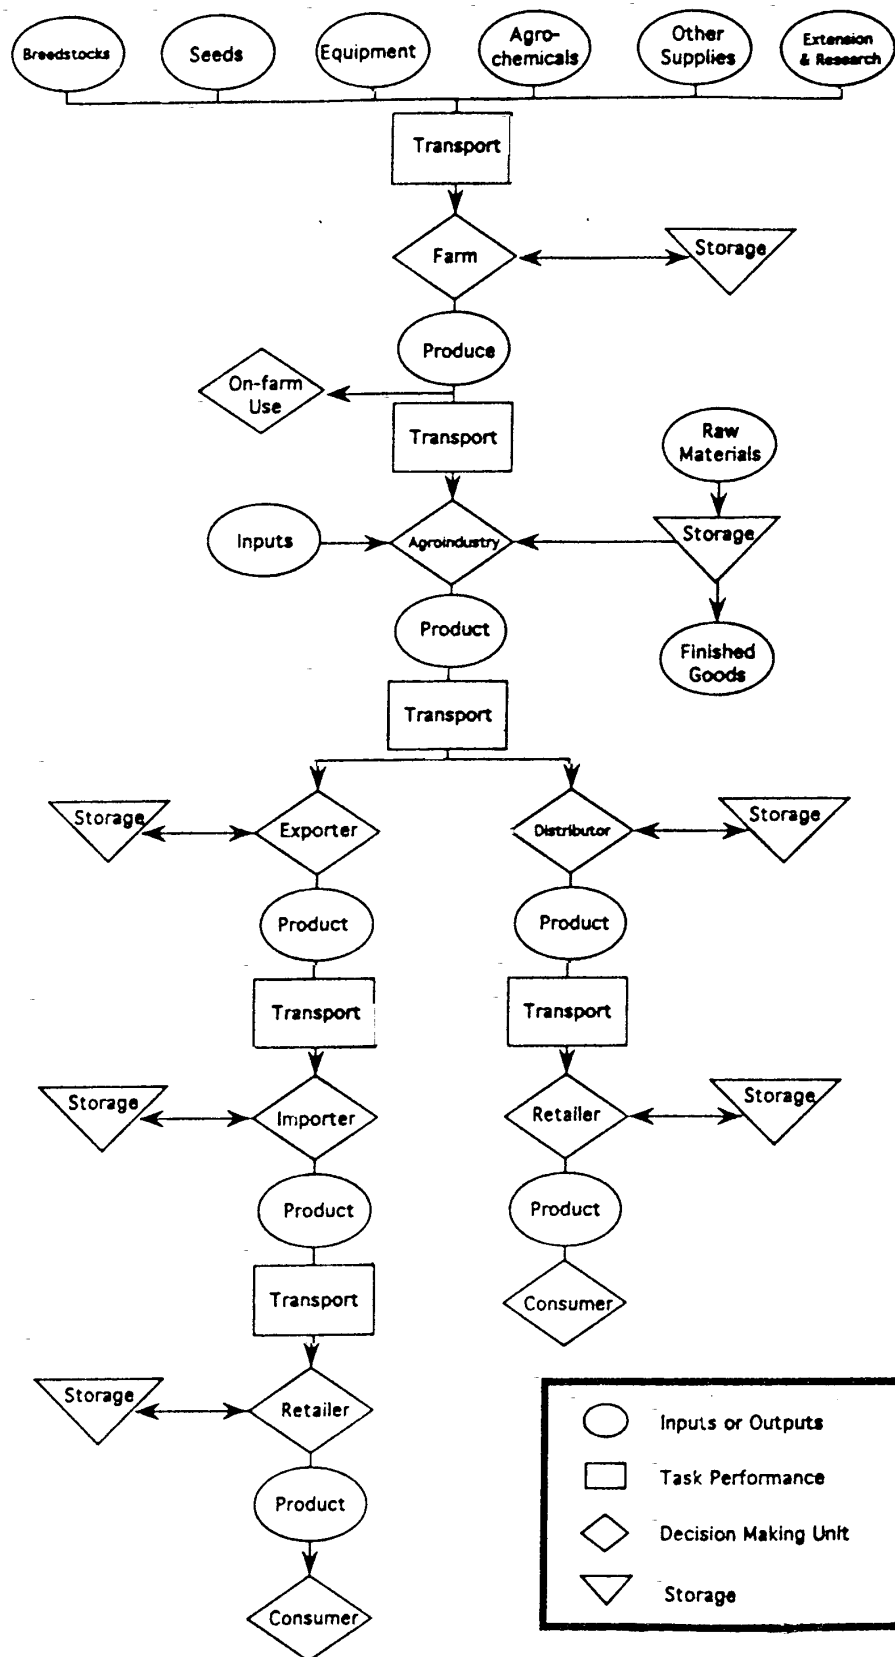 Breedstocks
Seeds
Equipment
Agro-
chemicals
Other
Supplies
Extension
& Research
Transport
Farm
Storage
Produce
On-farm
Use
Transport
Raw
Materials
Inputs
Agroindustry
Storage
Product
Finished
Goods
Transport
Storage
Exporter
Distributor
Storage
Product
Product
Transport
Transport
Storage
Importer
Retailer
Storage
Product
Product
Transport
Consumer
Storage
Retailer
Product
Consumer
Inputs or Outputs
Task Performance
Decision Making Unit
Storage